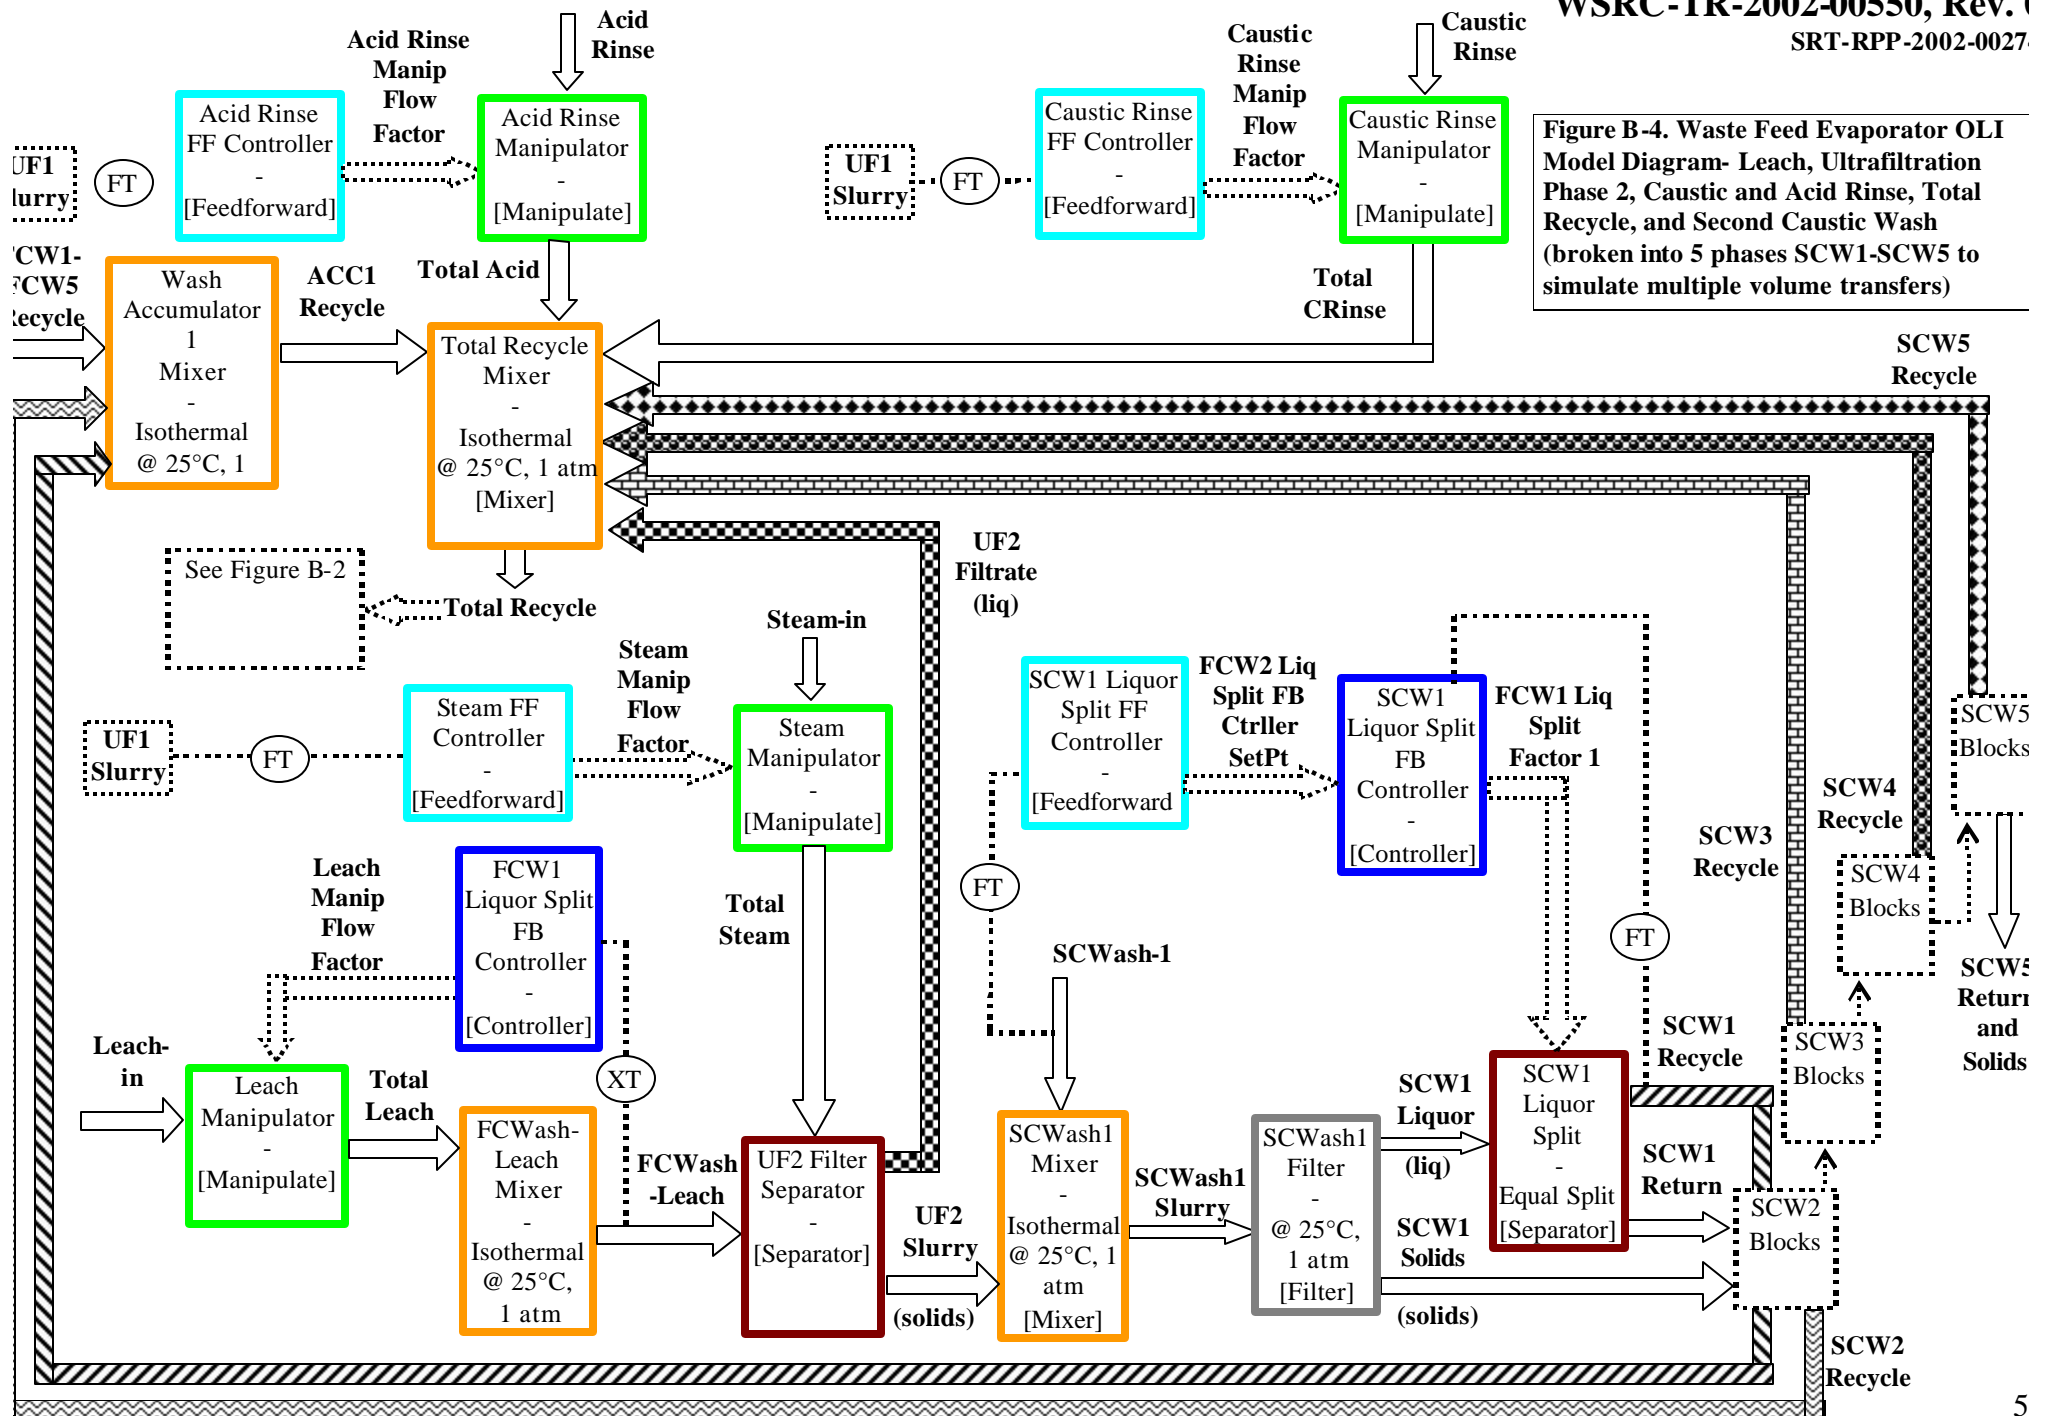 WSRC-TR-2002-00550, Rev.
SRT-RPP-2002-0027
Figure B-4. Waste Feed Evaporator OLI
Model Diagram- Leach, Ultrafiltration
Phase 2, Caustic and Acid Rinse, Total
Recycle, and Second Caustic Wash
(broken into 5 phases SCW1-SCW5 to
simulate multiple volume transfers)
Acid
Rinse
Acid Rinse
Manip
Flow
Factor
Acid Rinse
FF Controller
-
[Feedforward]
Acid Rinse
Manipulator
-
[Manipulate]
UF1
lurry
FT
Caustic
Rinse
Caustic
Rinse
Manip
Flow
Factor
UF1
Slurry
FT
Caustic Rinse
FF Controller
-
[Feedforward]
Caustic Rinse
Manipulator
-
[Manipulate]
CW1-
FCW5
Recycle
Wash
Accumulator
1
Mixer
-
Isothermal
@ 25°C, 1
ACC1
Recycle
Total Acid
Total
CRinse
Total Recycle
Mixer
-
Isothermal
@ 25°C, 1 atm
[Mixer]
SCW5
Recycle
See Figure B-2
Total Recycle
UF2
Filtrate
(liq)
Steam-in
Steam
Manip
Flow
Factor
UF1
Slurry
FT
Steam FF
Controller
-
[Feedforward]
Steam
Manipulator
-
[Manipulate]
SCW1 Liquor
Split FF
Controller
-
[Feedforward
FCW2 Liq
Split FB
Ctrller
SetPt
SCW1
Liquor Split
FB
Controller
-
[Controller]
FCW1 Liq
Split
Factor 1
SCW5
Blocks
SCW4
Recycle
SCW3
Recycle
SCW4
Blocks
Leach
Manip
Flow
Factor
FCW1
Liquor Split
FB
Controller
-
[Controller]
Total
Steam
FT
SCWash-1
FT
SCW5
Return
and
Solids
Leach-
in
Leach
Manipulator
-
[Manipulate]
Total
Leach
XT
FCWash-
Leach
Mixer
-
Isothermal
@ 25°C,
1 atm
FCWash
-Leach
UF2 Filter
Separator
-
[Separator]
UF2
Slurry
(solids)
SCWash1
Mixer
-
Isothermal
@ 25°C, 1
atm
[Mixer]
SCWash1
Slurry
SCWash1
Filter
-
@ 25°C,
1 atm
[Filter]
SCW1
Liquor
(liq)
SCW1
Solids
(solids)
SCW1
Liquor
Split
-
Equal Split
[Separator]
SCW1
Recycle
SCW1
Return
SCW3
Blocks
SCW2
Blocks
SCW2
Recycle
5